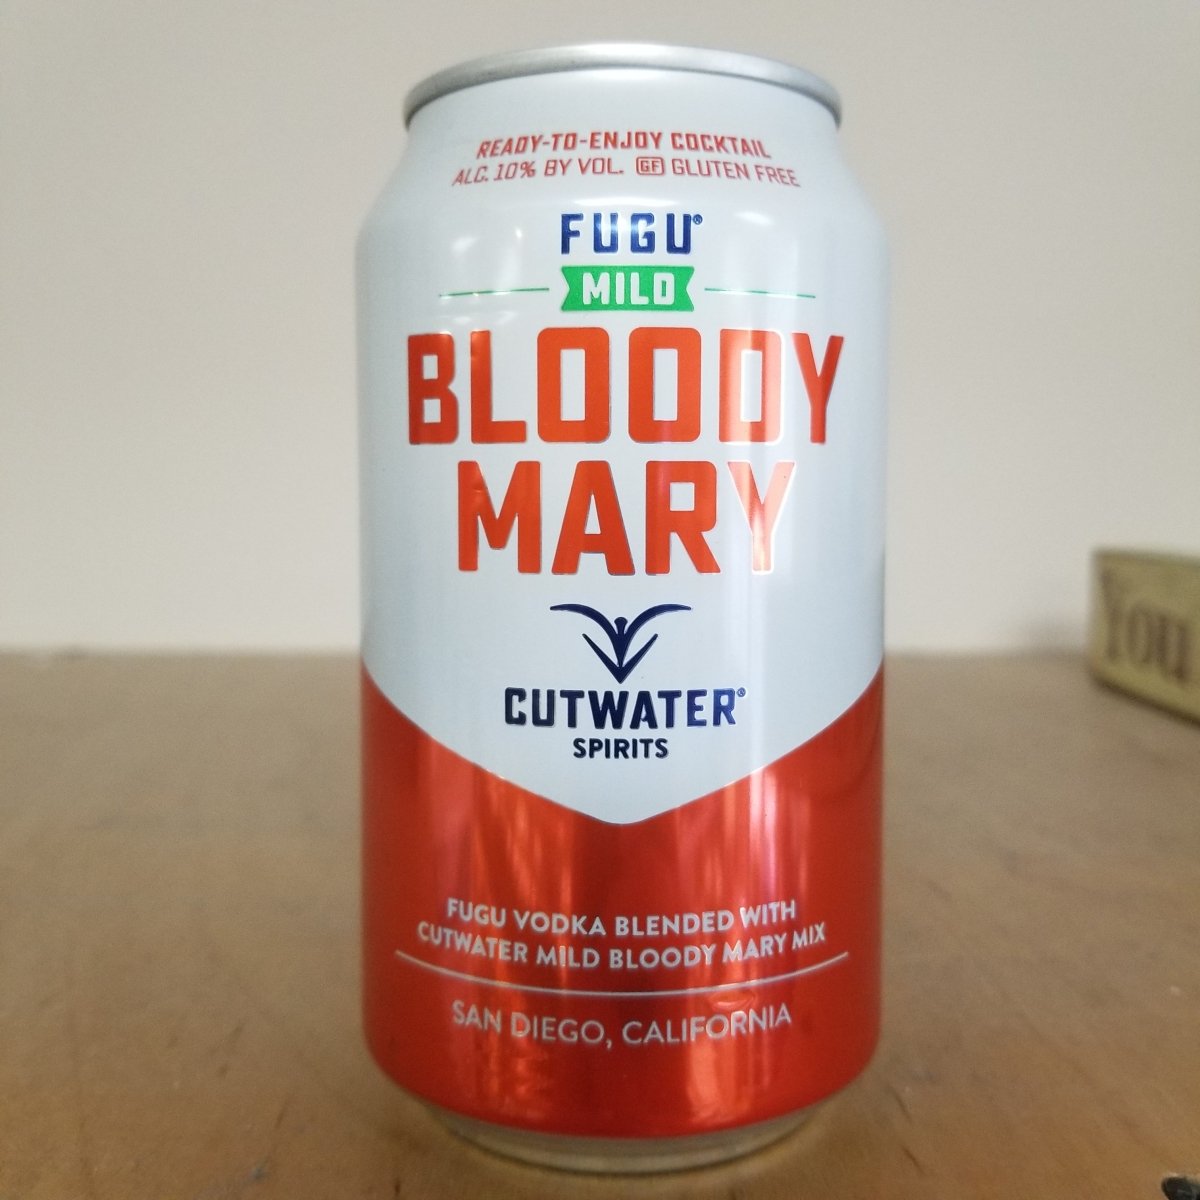 READY-TO-ENJOY COCKTAIL
ALC. 10% BY VOL. GF GLUTEN FREE
FUGU®
MILD
BLOODY
MARY
CUTWATER®
SPIRITS
FUGU VODKA BLENDED WITH
CUTWATER MILD BLOODY MARY MIX
SAN DIEGO, CALIFORNIA
You